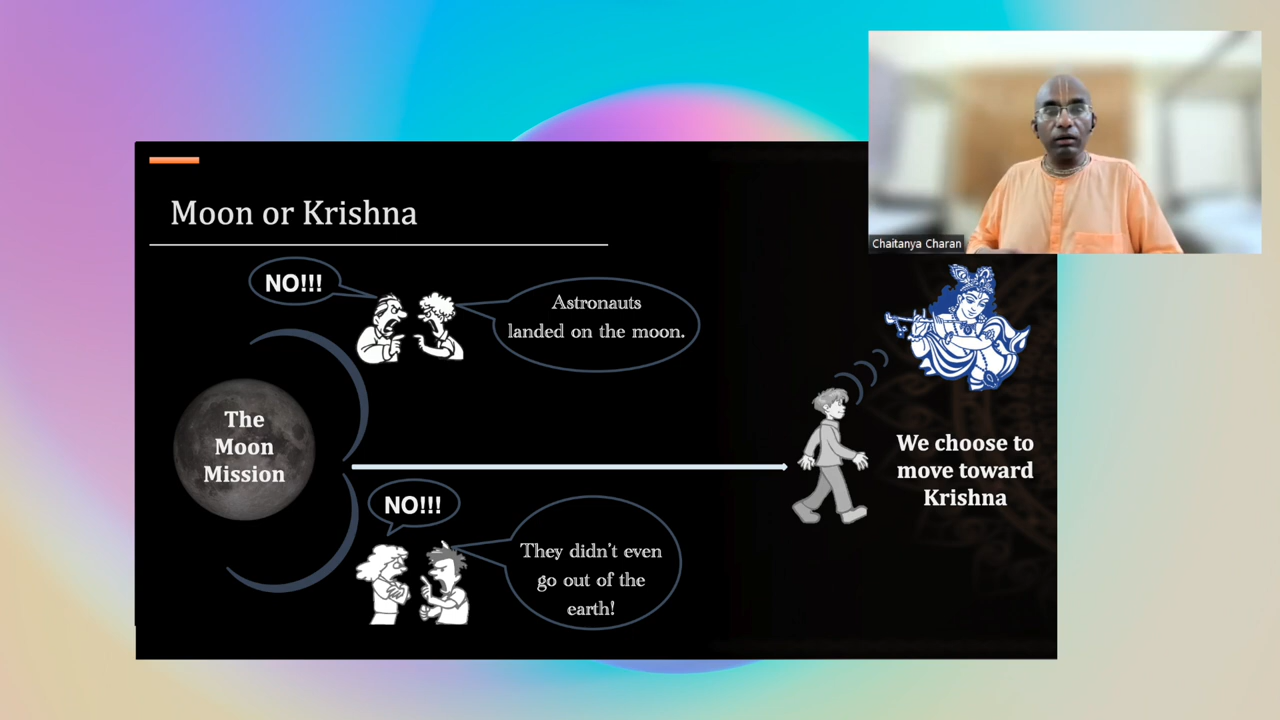 Moon or Krishna
NO!!!
Astronauts
landed on the moon.
The
Moon
Mission
NO!!!
They didn't even
go out of the
earth!
We choose to
move toward
Krishna
Chaitanya Charan